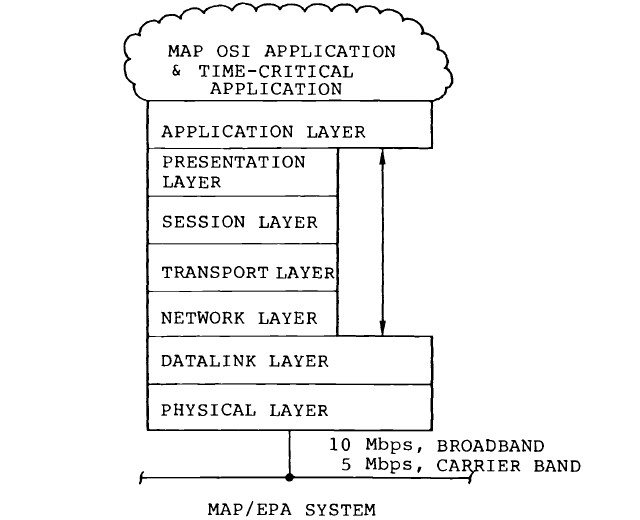 MAP OSI APPLICATION
& TIME-CRITICAL
APPLICATION
APPLICATION LAYER
PRESENTATION
LAYER
SESSION LAYER
TRANSPORT LAYER
NETWORK LAYER
DATALINK LAYER
PHYSICAL LAYER
10 Mbps, BROADBAND
5 Mbps, CARRIER BAND
MAP/EPA SYSTEM